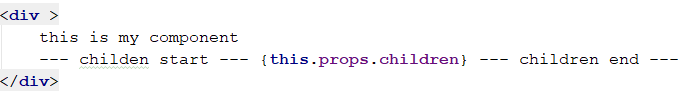 <div >
this is my component
--- childen start --- {this.props.children} --- children end ---
</div>